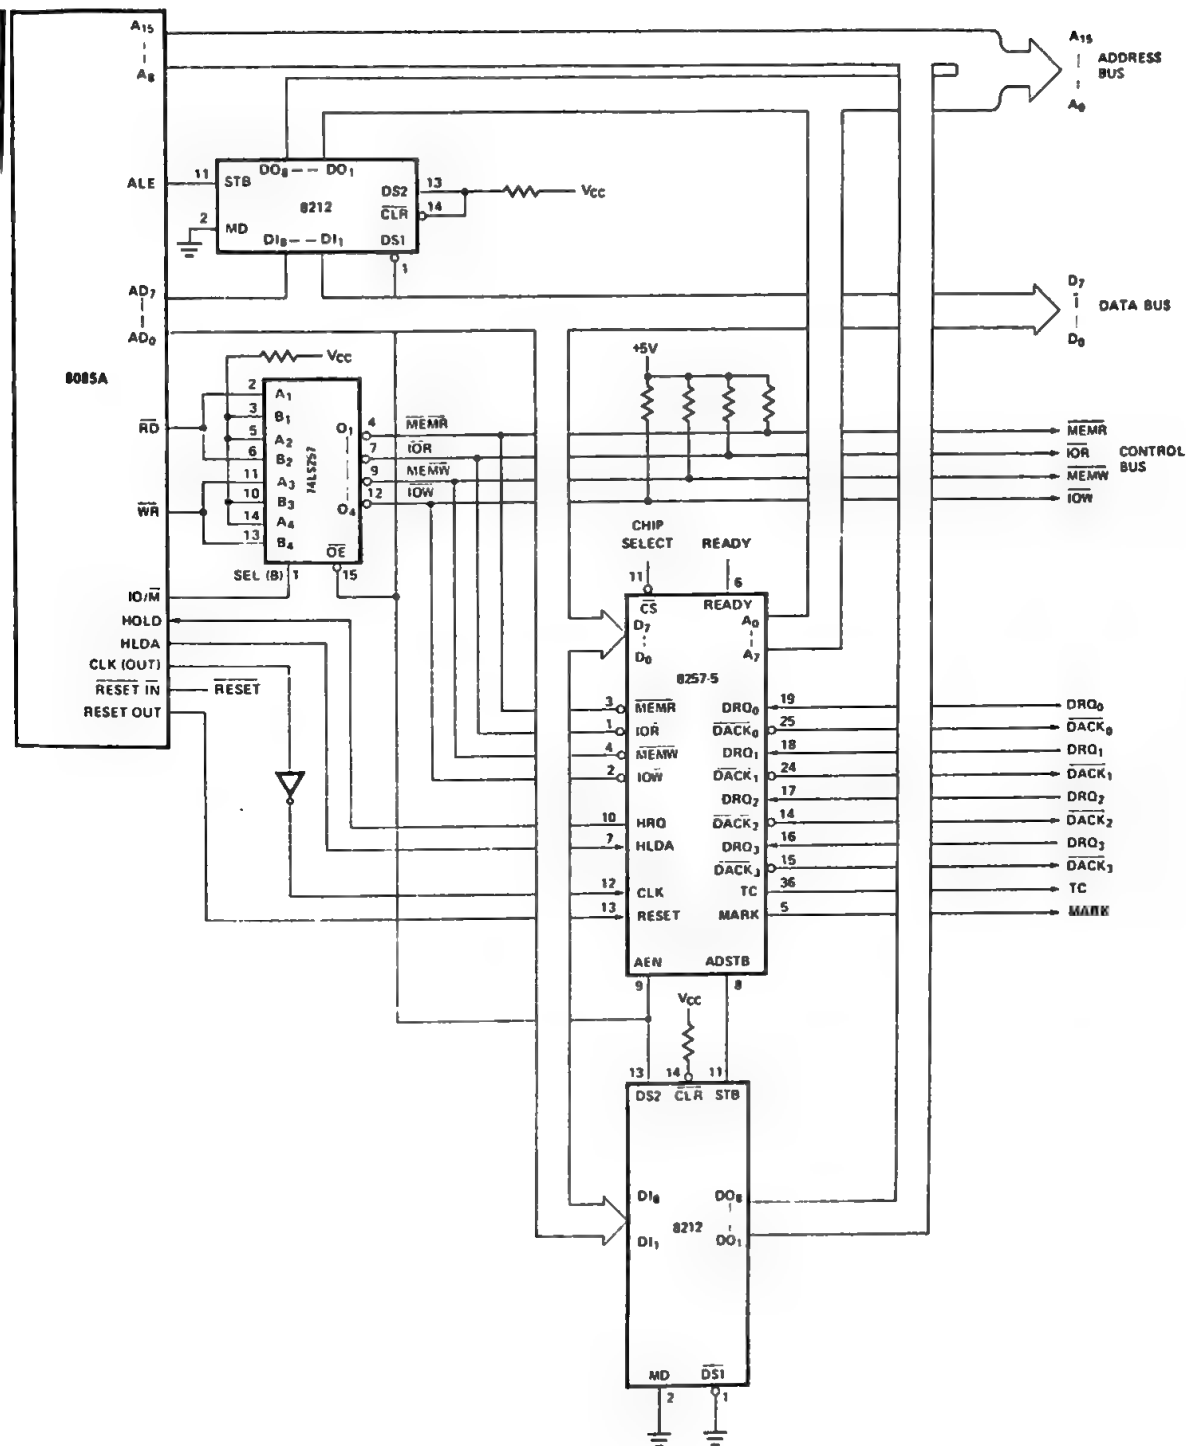 A15
A8
A15
ADDRESS
BUS
A0
ALE
11
STB
DO8 DO1
8212
DS2
13
CLR
14
VCC
2
MD
DI8 DI1
DS1
1
AD7
AD0
D7
DATA BUS
D0
8085A
VCC
+5V
RD
2
A1
3
B1
5
A2
6
B2
11
A3
10
B3
14
A4
13
B4
74LS257
O1
O4
OE
4
MEMR
7
IOR
9
MEMW
12
IOW
MEMR
IOR
CONTROL
BUS
MEMW
IOW
WR
SEL (B)
1
15
IO/M
HOLD
HLDA
CLK (OUT)
RESET IN
RESET
RESET OUT
CHIP
SELECT
READY
11
6
CS
READY
D7
D0
A0
A7
8257-5
3
MEMR
1
IOR
4
MEMW
2
IOW
10
HRQ
7
HLDA
12
CLK
13
RESET
DRQ0
19
DRQ0
DACK0
25
DACK0
DRQ1
18
DRQ1
DACK1
24
DACK1
DRQ2
17
DRQ2
DACK2
14
DACK2
DRQ3
16
DRQ3
DACK3
15
DACK3
TC
36
TC
MARK
5
MARK
AEN
ADSTB
9
8
VCC
13
14
11
DS2
CLR
STB
DI8
DI1
8212
DO8
DO1
MD
DS1
2
1